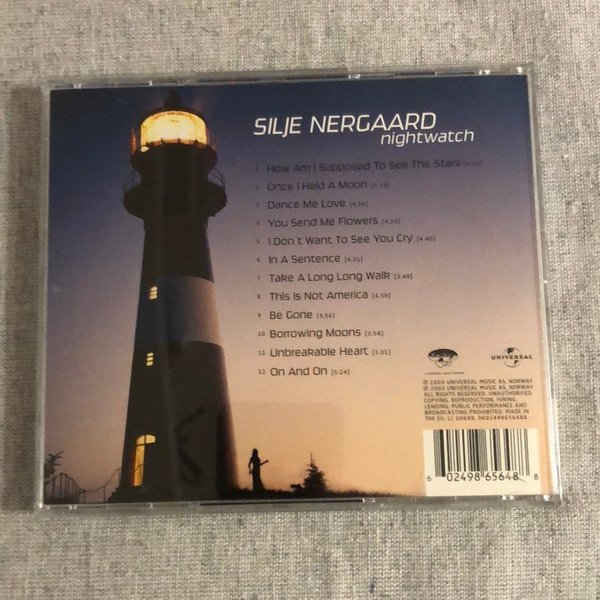 SILJE NERGAARD
nightwatch
1 How Am I Supposed To See The Stars
2 Once I Held A Moon [3.15]
3 Dance Me Love [4.58]
4 You Send Me Flowers [4.20]
5 I Don't Want To See You Cry [4.40]
6 In A Sentence [4.21]
7 Take A Long Long Walk [3.49]
8 This Is Not America [4.39]
9 Be Gone [3.56]
10 Borrowing Moons [3.54]
11 Unbreakable Heart [3.31]
12 On And On [5:24]
UNIVERSAL
℗ 2003 UNIVERSAL MUSIC AS, NORWAY
© 2003 UNIVERSAL MUSIC AS, NORWAY
ALL RIGHTS RESERVED. UNAUTHORISED
COPYING, REPRODUCTION, HIRING,
LENDING, PUBLIC PERFORMANCE AND
BROADCASTING PROHIBITED. MADE IN
THE EU. LC 00699. 0602498656488
6 02498 65648 8